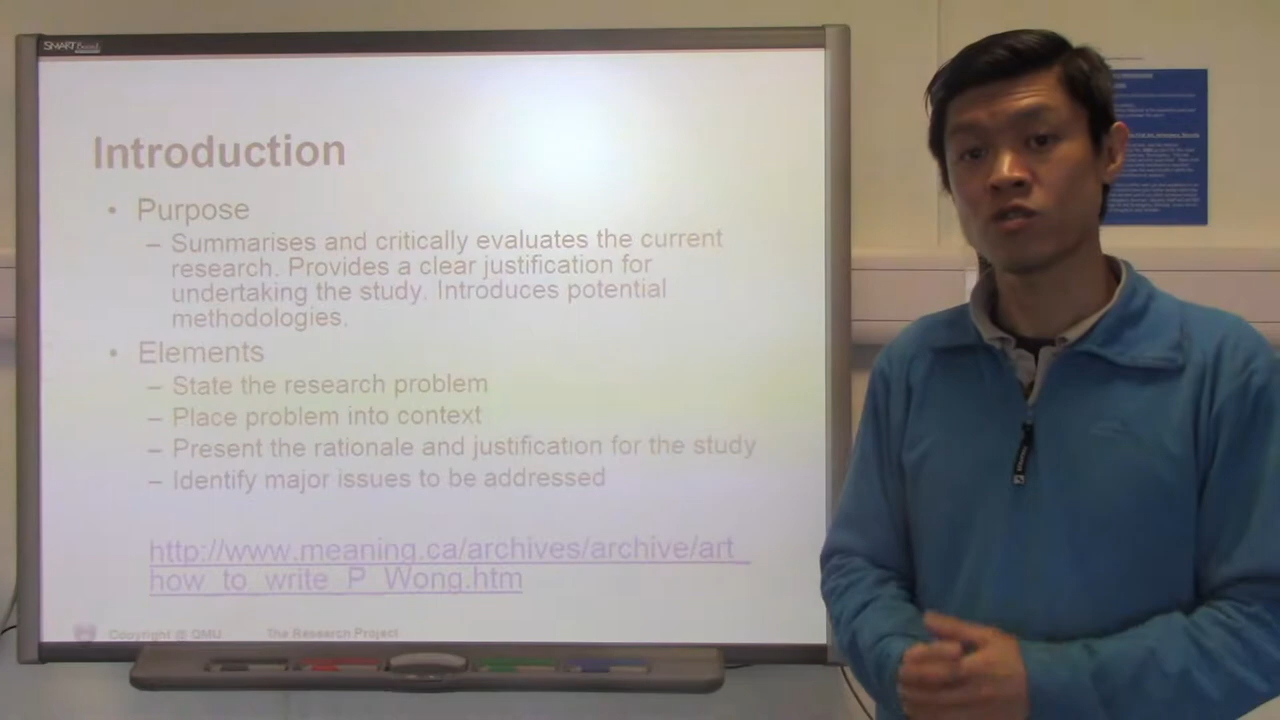 SMART Board
Introduction
• Purpose
– Summarises and critically evaluates the current
research. Provides a clear justification for
undertaking the study. Introduces potential
methodologies.
• Elements
– State the research problem
– Place problem into context
– Present the rationale and justification for the study
– Identify major issues to be addressed
http://www.meaning.ca/archives/archive/art_
how_to_write_P_Wong.htm
Copyright @ QMU The Research Project